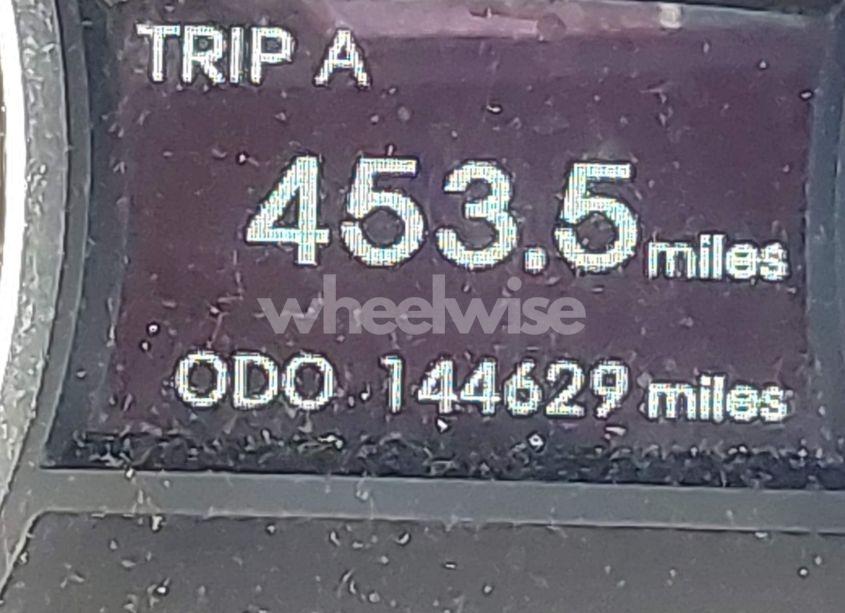 TRIP A
453.5 miles
wheelwise
ODO 144629 miles